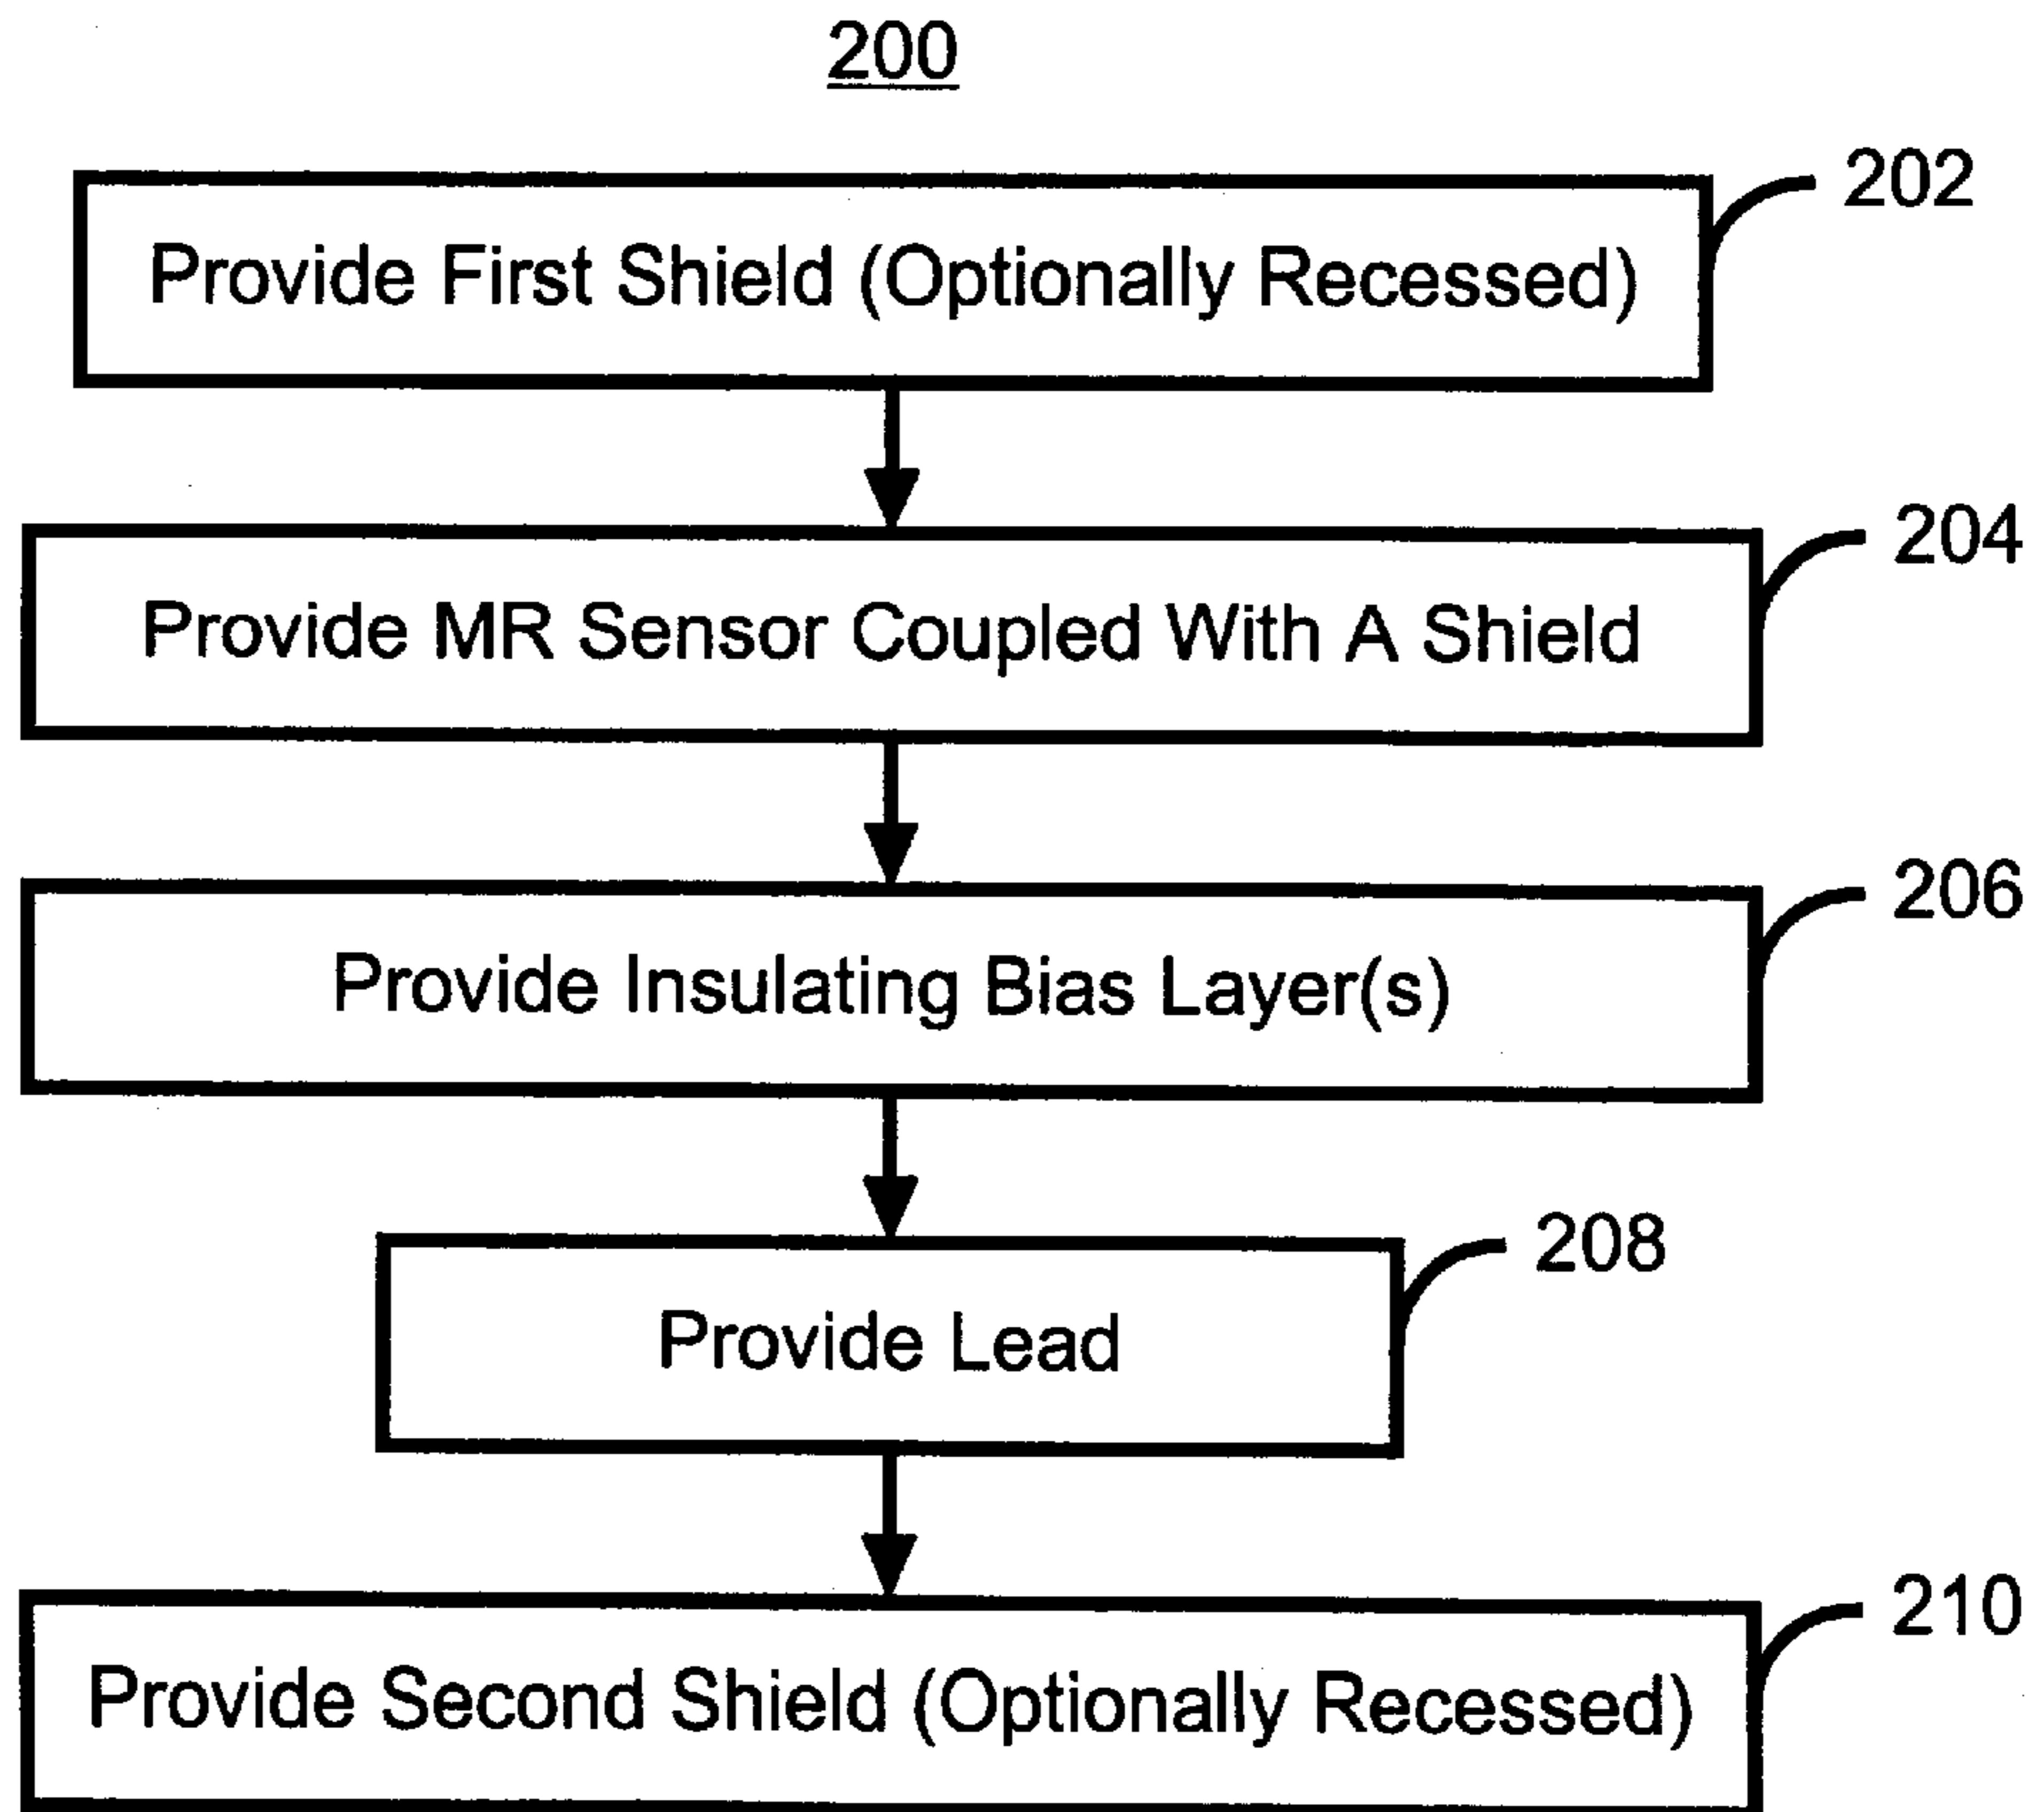 200
202
Provide First Shield (Optionally Recessed)
204
Provide MR Sensor Coupled With A Shield
206
Provide Insulating Bias Layer(s)
208
Provide Lead
210
Provide Second Shield (Optionally Recessed)